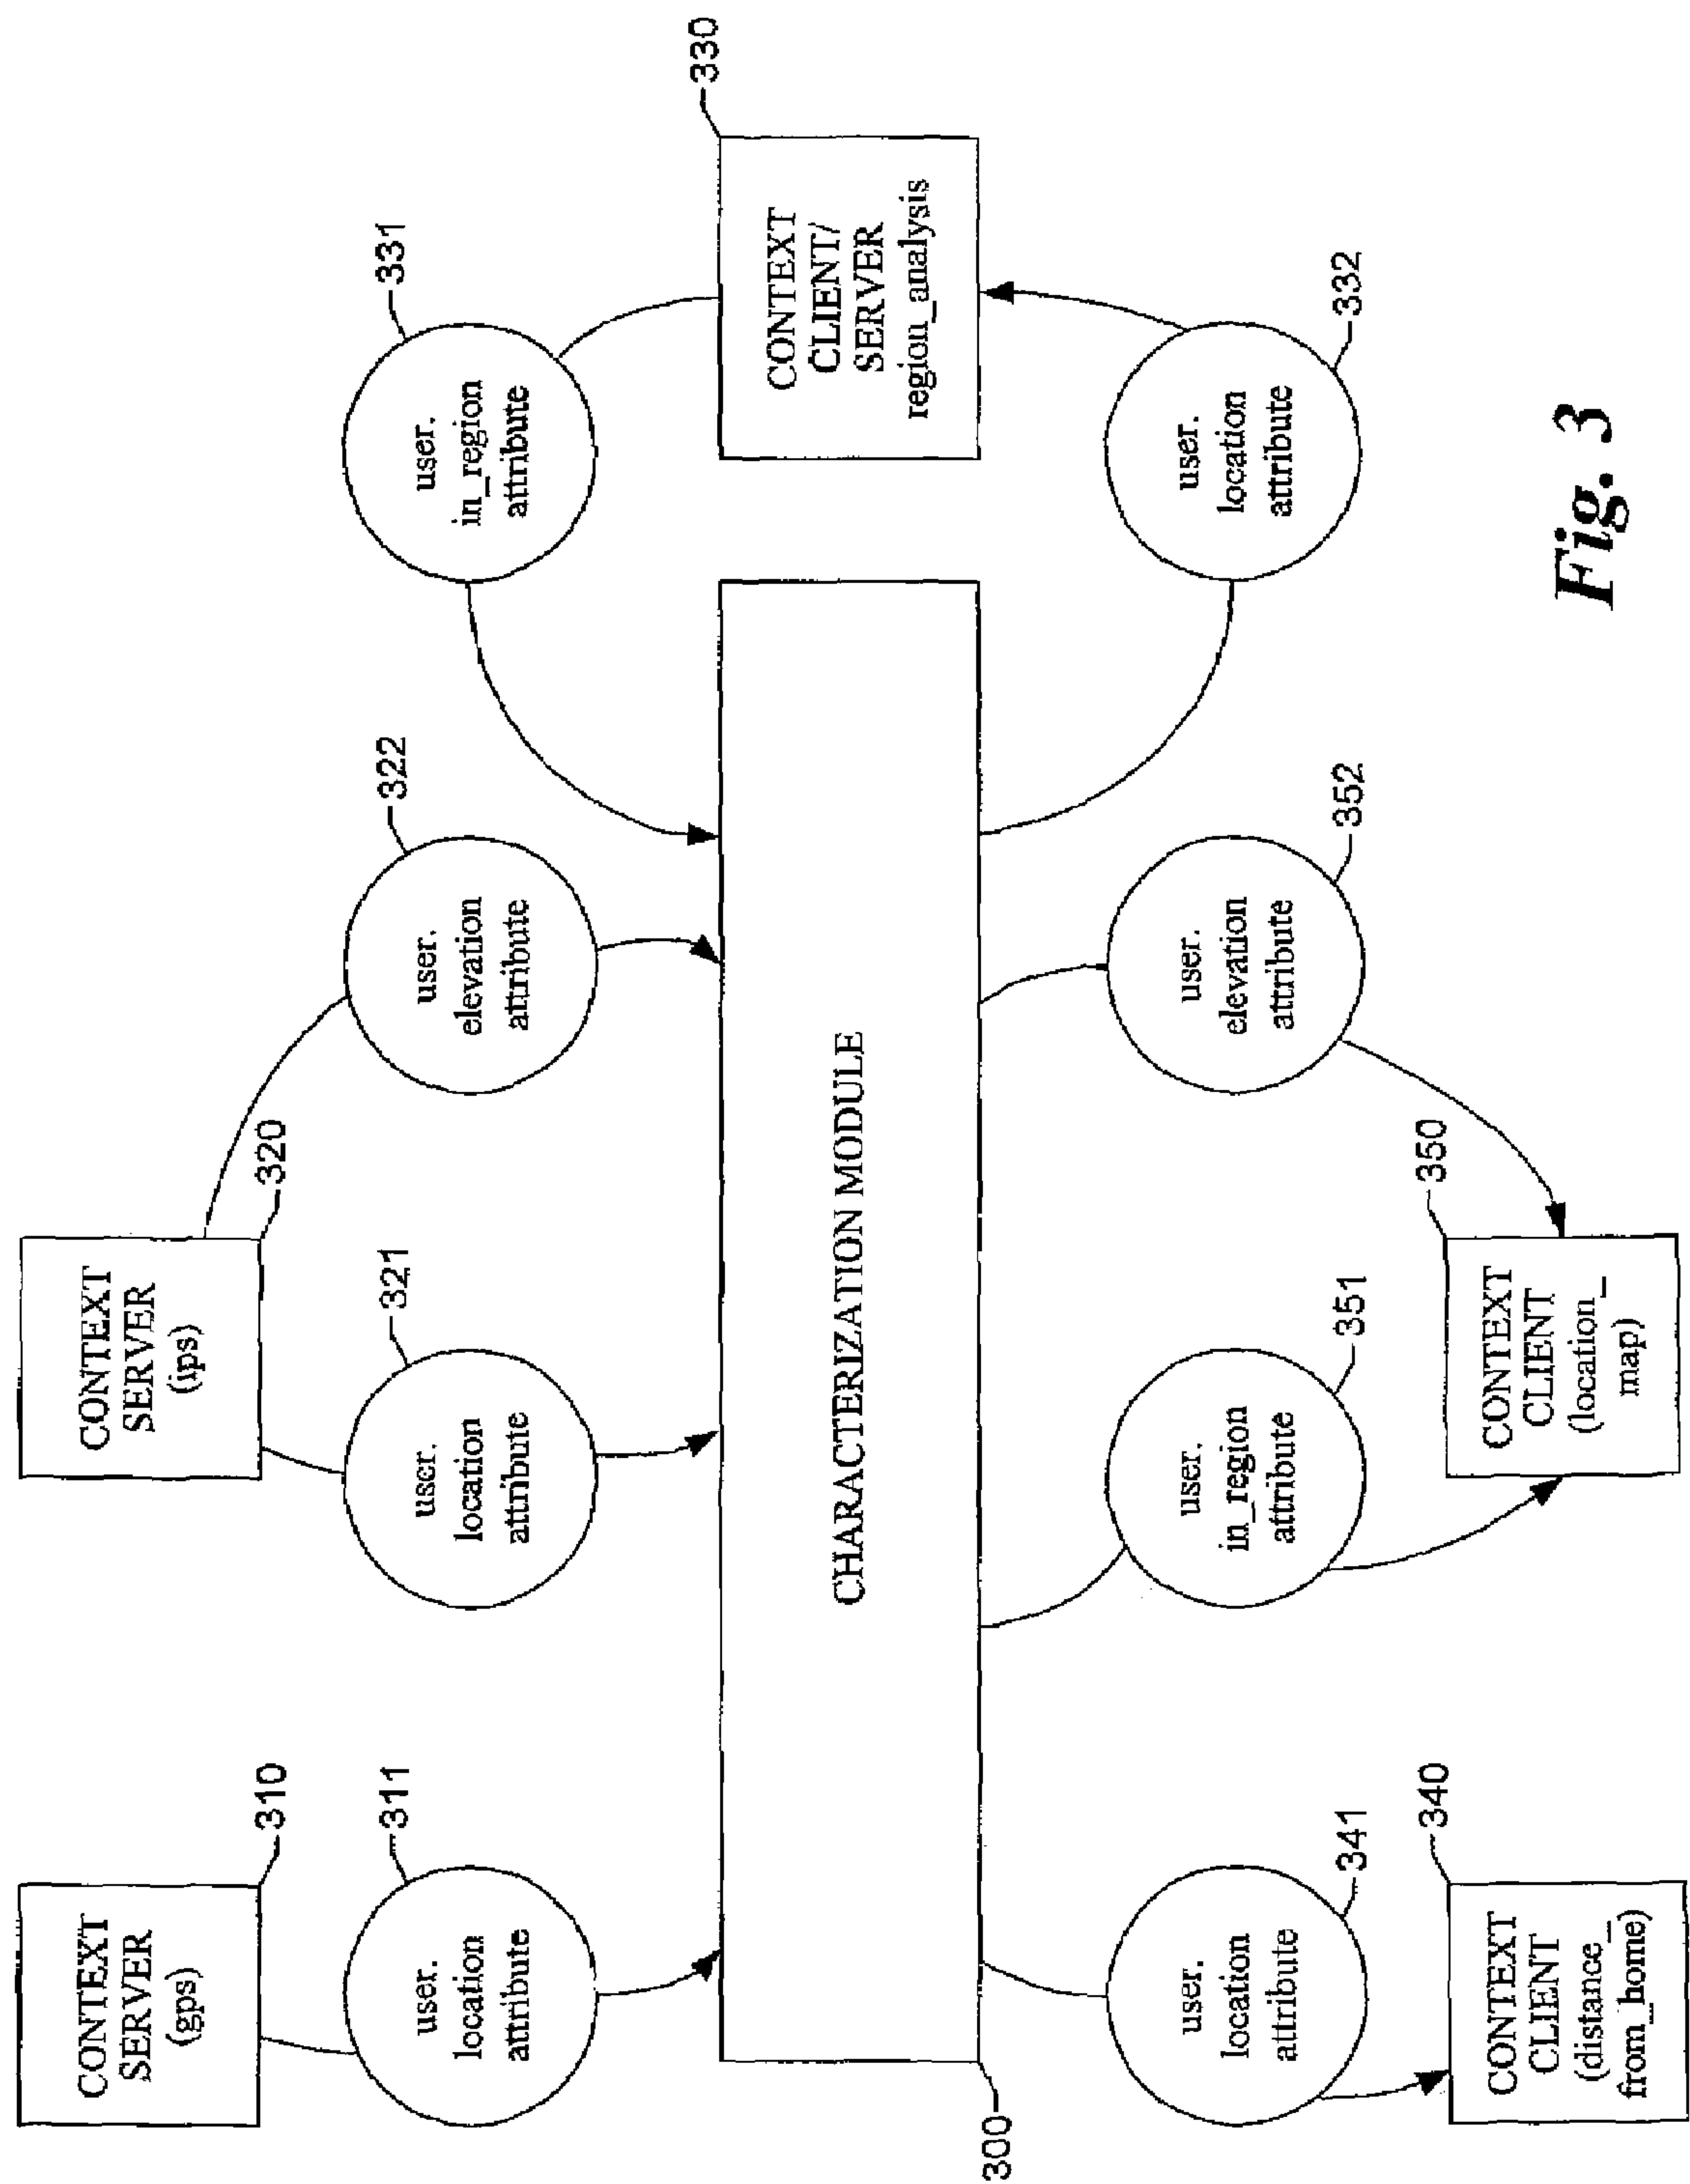 CONTEXT
SERVER
(gps)
310
311
user.
location
attribute
CONTEXT
SERVER
(ips)
320
321
user.
location
attribute
322
user.
elevation
attribute
331
user.
in_region
attribute
300
CHARACTERIZATION MODULE
330
CONTEXT
CLIENT/
SERVER
region_analysis
user.
location
attribute
341
user.
in_region
attribute
351
user.
elevation
attribute
352
user.
location
attribute
332
CONTEXT
CLIENT
(distance_
from_home)
340
CONTEXT
CLIENT
(location_
map)
350
Fig. 3